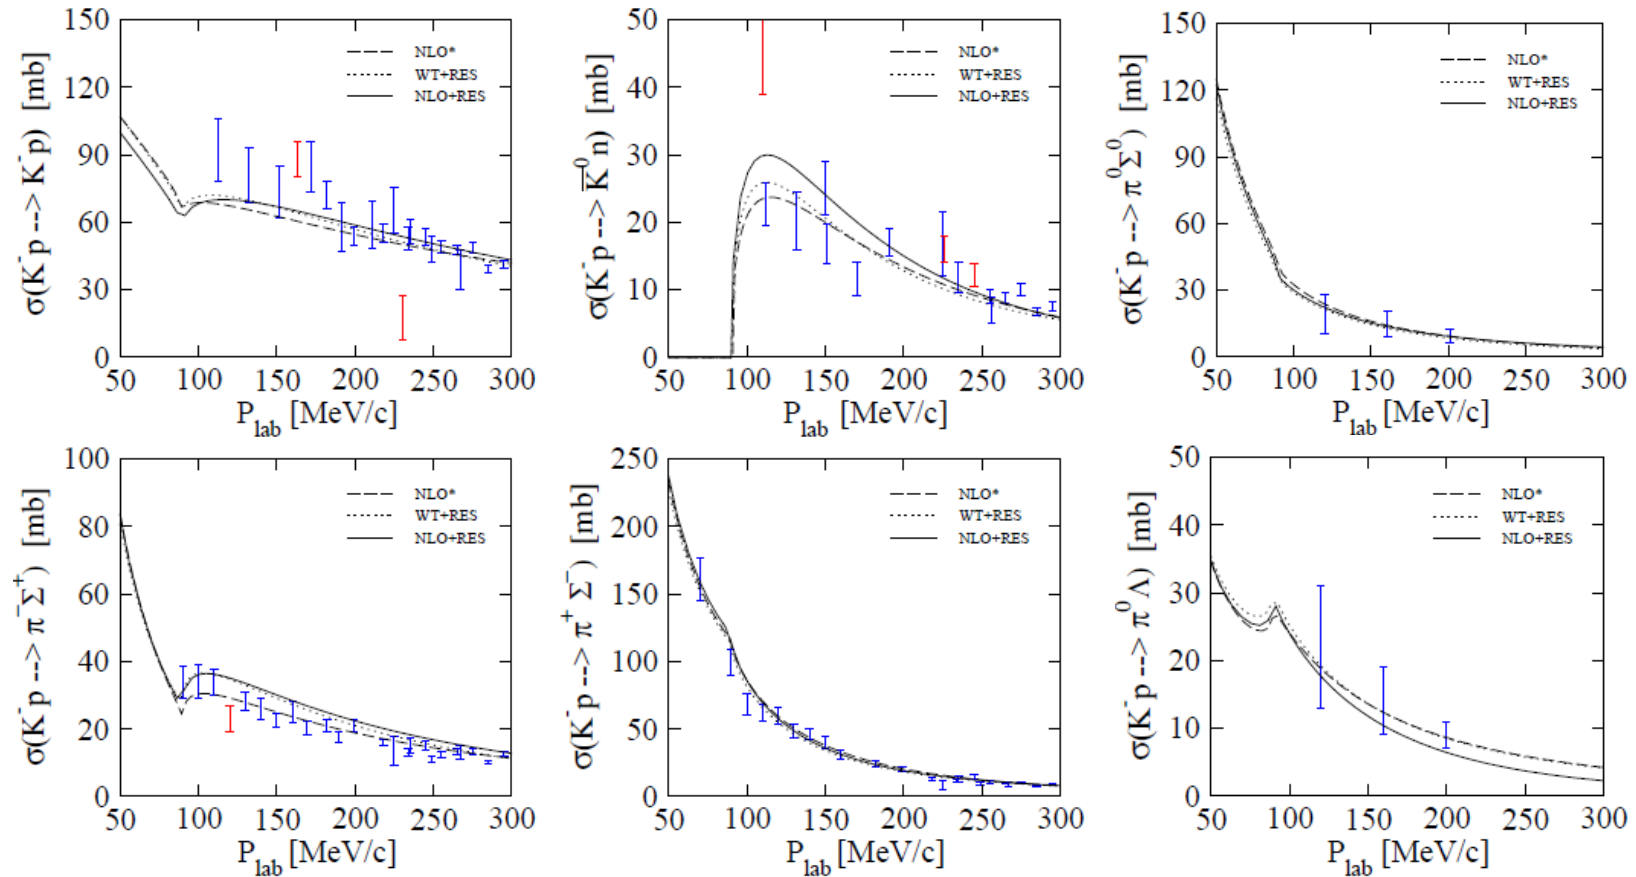 σ(K⁻p --> K⁻p) [mb]
150
120
90
60
30
0
NLO*
WT+RES
NLO+RES
50 100 150 200 250 300
P_lab [MeV/c]
σ(K⁻p --> K̅⁰n) [mb]
50
40
30
20
10
0
NLO*
WT+RES
NLO+RES
50 100 150 200 250 300
P_lab [MeV/c]
σ(K⁻p --> π⁰Σ⁰) [mb]
150
120
90
60
30
0
NLO*
WT+RES
NLO+RES
50 100 150 200 250 300
P_lab [MeV/c]
σ(K⁻p --> π⁻Σ⁺) [mb]
100
80
60
40
20
0
NLO*
WT+RES
NLO+RES
50 100 150 200 250 300
P_lab [MeV/c]
σ(K⁻p --> π⁺Σ⁻) [mb]
250
200
150
100
50
0
NLO*
WT+RES
NLO+RES
50 100 150 200 250 300
P_lab [MeV/c]
σ(K⁻p --> π⁰Λ) [mb]
50
40
30
20
10
0
NLO*
WT+RES
NLO+RES
50 100 150 200 250 300
P_lab [MeV/c]